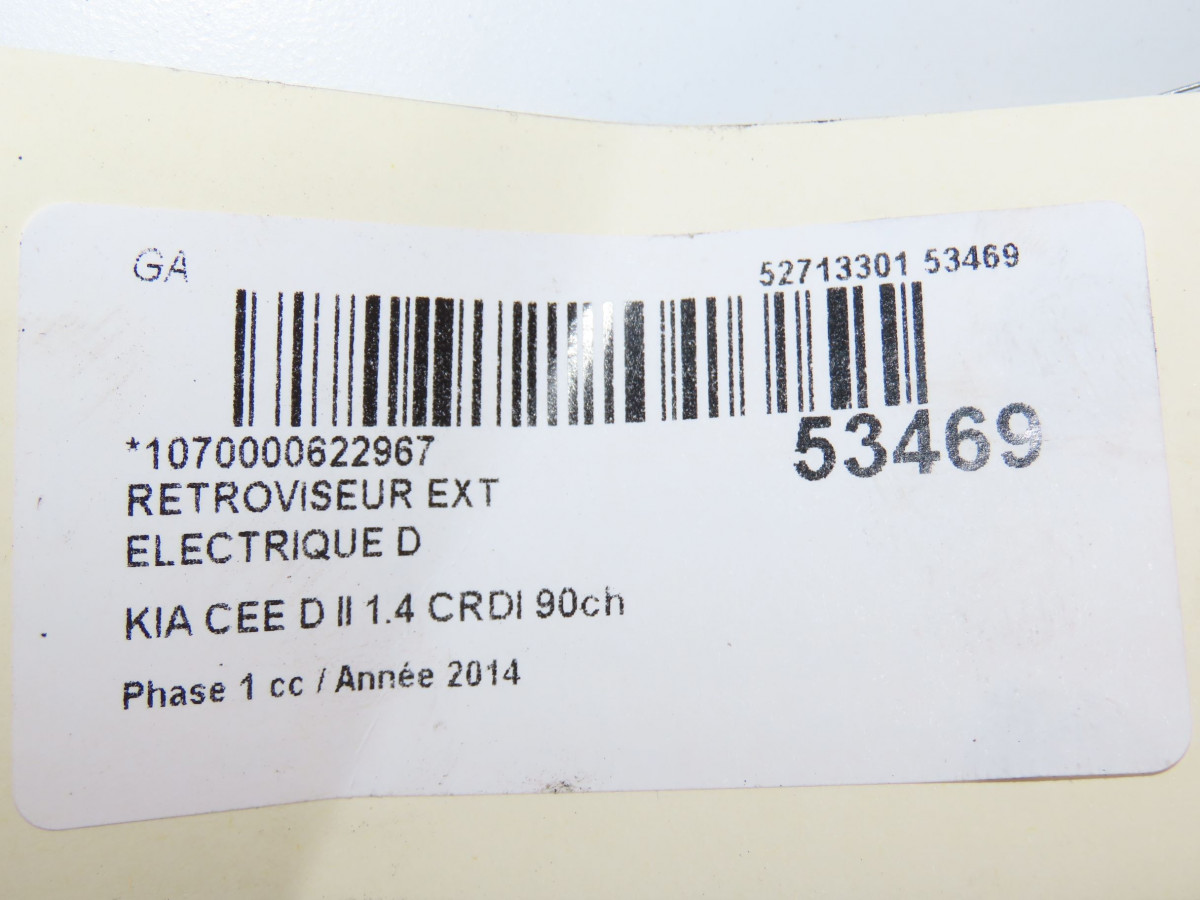 GA
52713301 53469
*1070000622967
53469
RETROVISEUR EXT
ELECTRIQUE D
KIA CEE D II 1.4 CRDI 90ch
Phase 1 cc / Année 2014